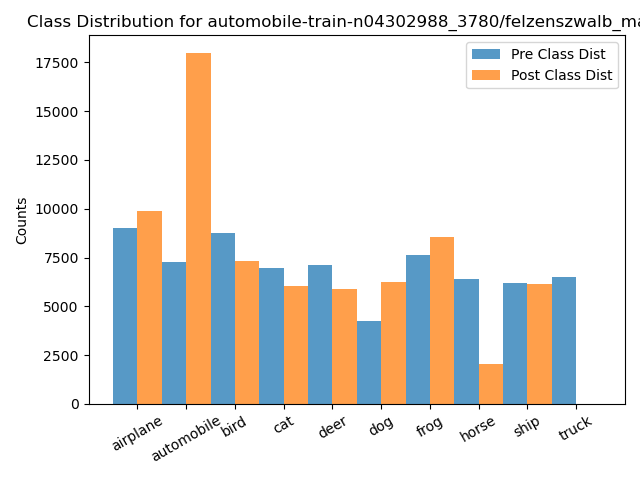 Class Distribution for automobile-train-n04302988_3780/felzenszwalb_ma
Pre Class Dist
Post Class Dist
Counts
17500
15000
12500
10000
7500
5000
2500
0
airplane
automobile
bird
cat
deer
dog
frog
horse
ship
truck